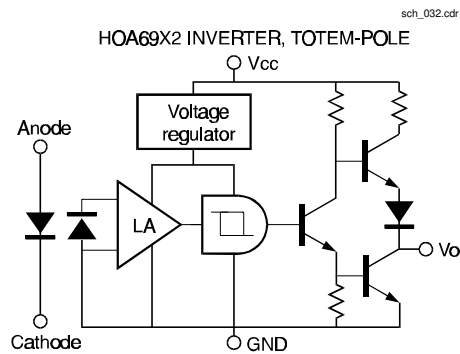 sch_032.cdr
HOA69X2 INVERTER, TOTEM-POLE
Vcc
Voltage
regulator
Anode
LA
Vo
Cathode
GND